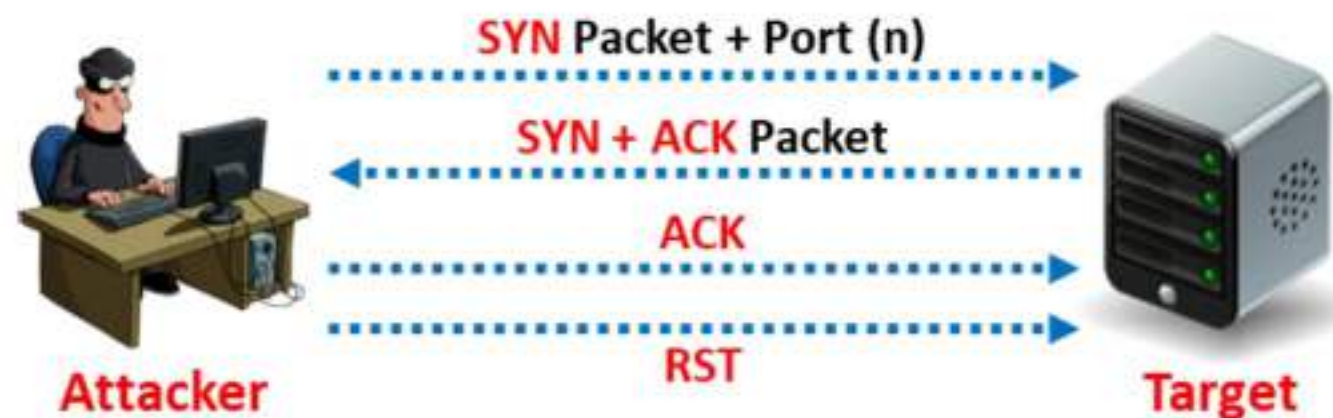 SYN Packet + Port (n)
SYN + ACK Packet
ACK
RST
Attacker
Target